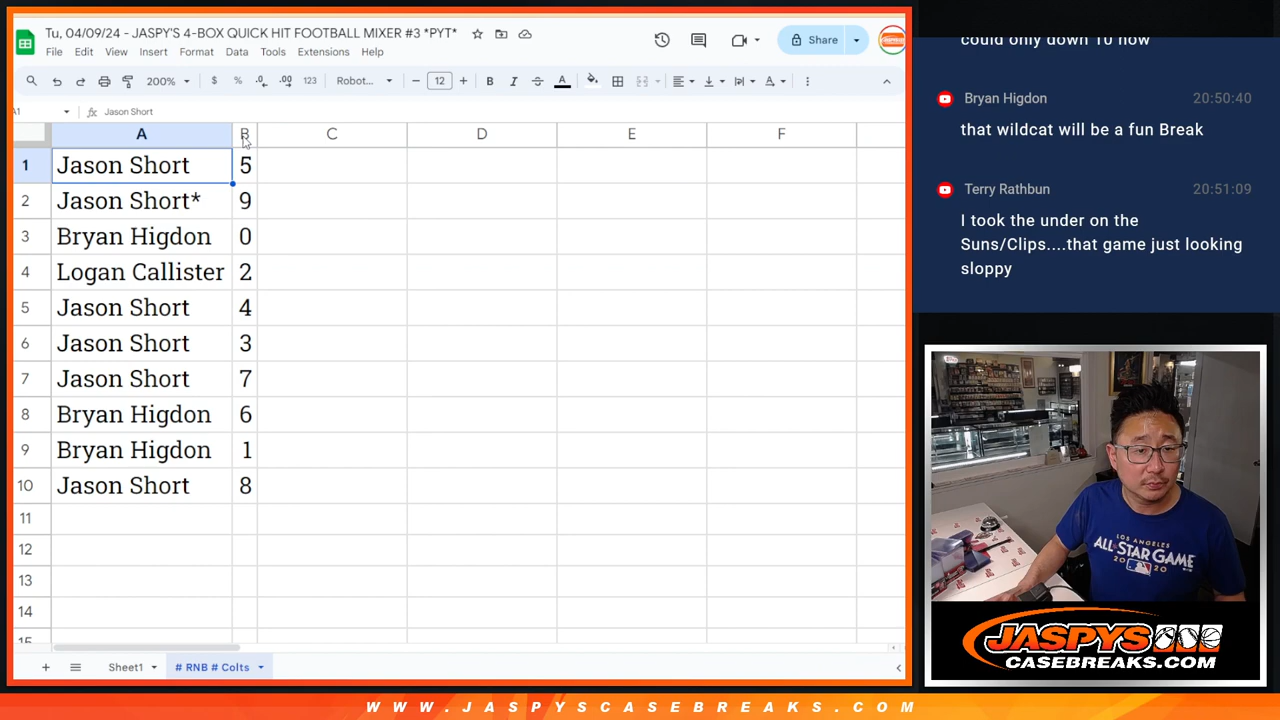 Tu, 04/09/24 - JASPY'S 4-BOX QUICK HIT FOOTBALL MIXER #3 *PYT*
File Edit View Insert Format Data Tools Extensions Help
Share
200% $ % .0 .00 123 Robot... 12 B I A
A1 fx Jason Short
A B C D E F
1 Jason Short 5
2 Jason Short* 9
3 Bryan Higdon 0
4 Logan Callister 2
5 Jason Short 4
6 Jason Short 3
7 Jason Short 7
8 Bryan Higdon 6
9 Bryan Higdon 1
10 Jason Short 8
11
12
13
14
15
Sheet1 # RNB # Colts
could only down 10 now
Bryan Higdon 20:50:40
that wildcat will be a fun Break
Terry Rathbun 20:51:09
I took the under on the
Suns/Clips....that game just looking
sloppy
LOS ANGELES
ALL-STAR GAME
2020
JASPYS
CASEBREAKS.COM
WWW.JASPYSCASEBREAKS.COM